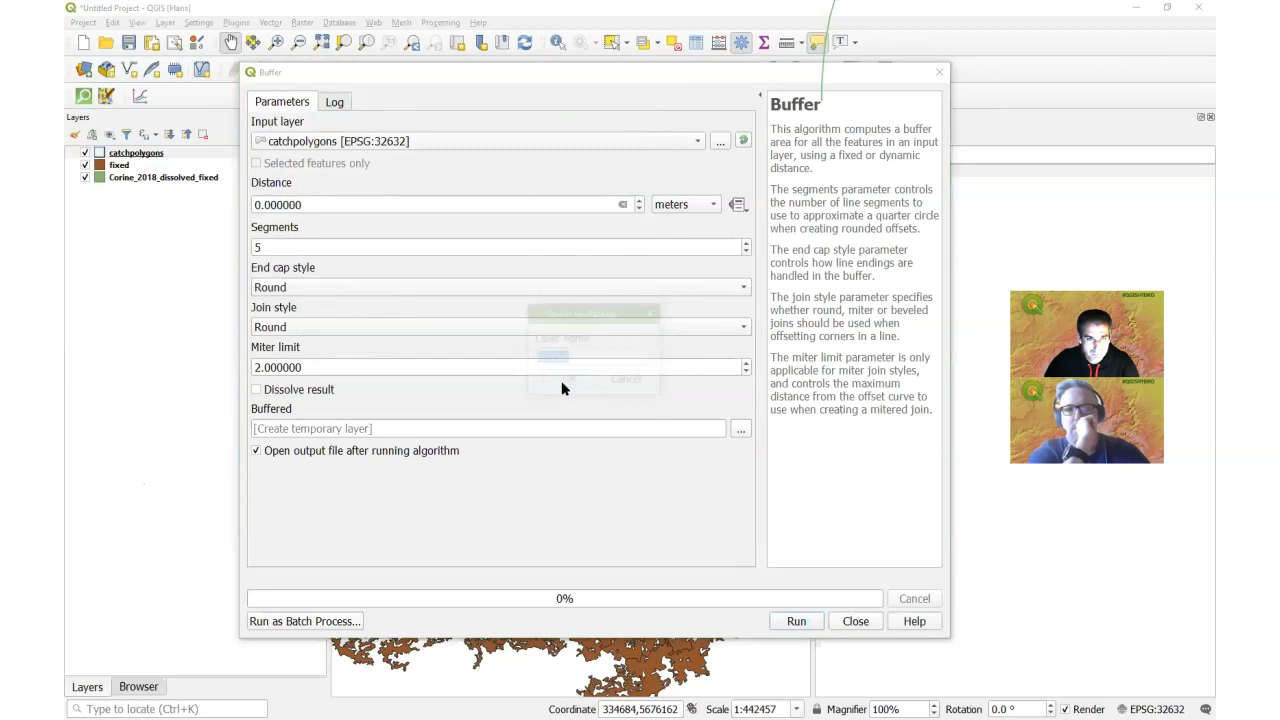 *Untitled Project — QGIS [Hans]
Project Edit View Layer Settings Plugins Vector Raster Database Web Mesh Processing Help
Layers
catchpolygons
fixed
Corine_2018_dissolved_fixed
Buffer
Parameters Log
Input layer
catchpolygons [EPSG:32632]
...
Selected features only
Distance
0.000000
meters
Segments
5
End cap style
Round
Join style
Round
Miter limit
2.000000
Dissolve result
Buffered
[Create temporary layer]
...
Open output file after running algorithm
Layer name
Cancel
0%
Cancel
Run as Batch Process...
Run
Close
Help
Buffer
This algorithm computes a buffer
area for all the features in an input
layer, using a fixed or dynamic
distance.
The segments parameter controls
the number of line segments to
use to approximate a quarter circle
when creating rounded offsets.
The end cap style parameter
controls how line endings are
handled in the buffer.
The join style parameter specifies
whether round, miter or beveled
joins should be used when
offsetting corners in a line.
The miter limit parameter is only
applicable for miter join styles,
and controls the maximum
distance from the offset curve to
use when creating a mitered join.
#QGISHYDRO
#QGISHYDRO
Layers Browser
Type to locate (Ctrl+K)
Coordinate 334684,5676162 Scale 1:442457 Magnifier 100% Rotation 0.0 ° Render EPSG:32632